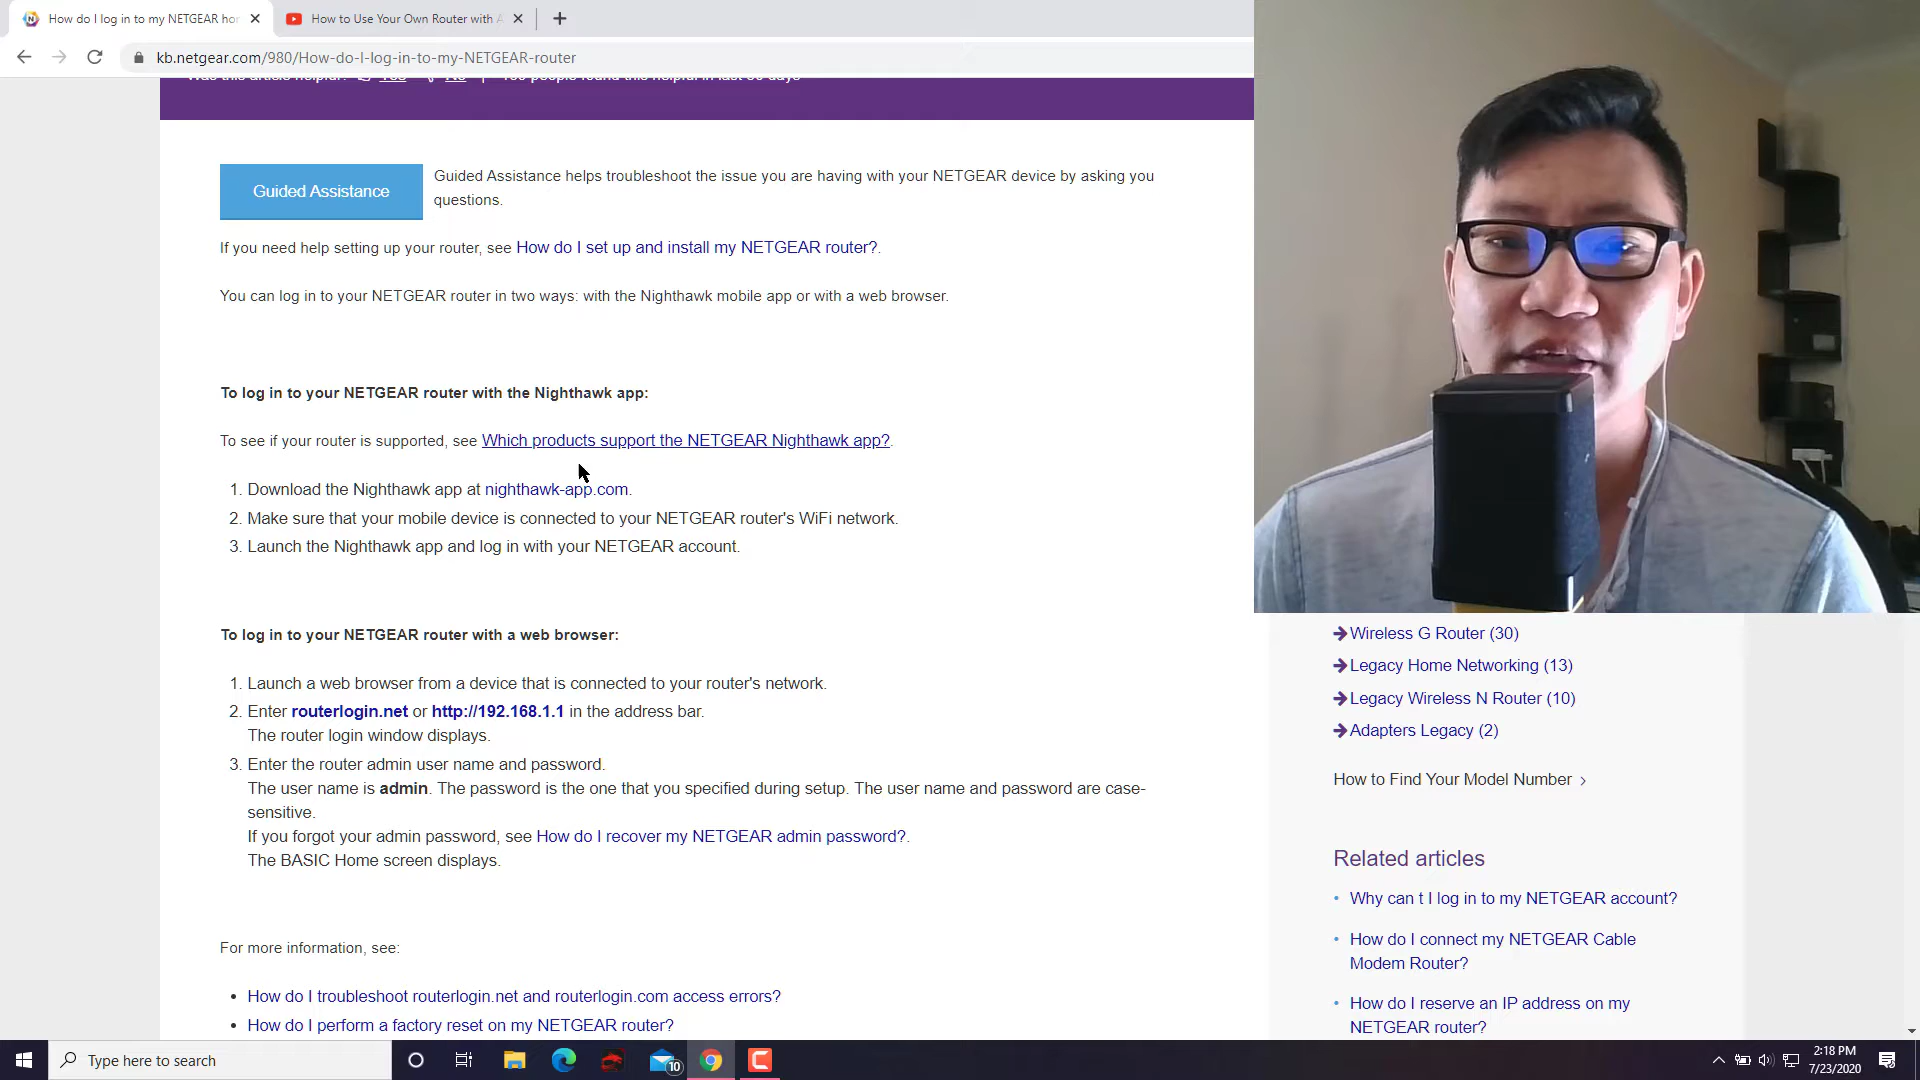 How do I log in to my NETGEAR hor
How to Use Your Own Router with A
kb.netgear.com/980/How-do-I-log-in-to-my-NETGEAR-router
Was this article helpful? Yes No | 100 people found this helpful in last 30 days
Guided Assistance
Guided Assistance helps troubleshoot the issue you are having with your NETGEAR device by asking you
questions.
If you need help setting up your router, see How do I set up and install my NETGEAR router?.
You can log in to your NETGEAR router in two ways: with the Nighthawk mobile app or with a web browser.
To log in to your NETGEAR router with the Nighthawk app:
To see if your router is supported, see Which products support the NETGEAR Nighthawk app?.
1. Download the Nighthawk app at nighthawk-app.com.
2. Make sure that your mobile device is connected to your NETGEAR router's WiFi network.
3. Launch the Nighthawk app and log in with your NETGEAR account.
To log in to your NETGEAR router with a web browser:
1. Launch a web browser from a device that is connected to your router's network.
2. Enter routerlogin.net or http://192.168.1.1 in the address bar.
The router login window displays.
3. Enter the router admin user name and password.
The user name is admin. The password is the one that you specified during setup. The user name and password are case-
sensitive.
If you forgot your admin password, see How do I recover my NETGEAR admin password?.
The BASIC Home screen displays.
For more information, see:
• How do I troubleshoot routerlogin.net and routerlogin.com access errors?
• How do I perform a factory reset on my NETGEAR router?
Wireless G Router (30)
Legacy Home Networking (13)
Legacy Wireless N Router (10)
Adapters Legacy (2)
How to Find Your Model Number >
Related articles
• Why can t I log in to my NETGEAR account?
• How do I connect my NETGEAR Cable
Modem Router?
• How do I reserve an IP address on my
NETGEAR router?
Type here to search
10
2:18 PM
7/23/2020